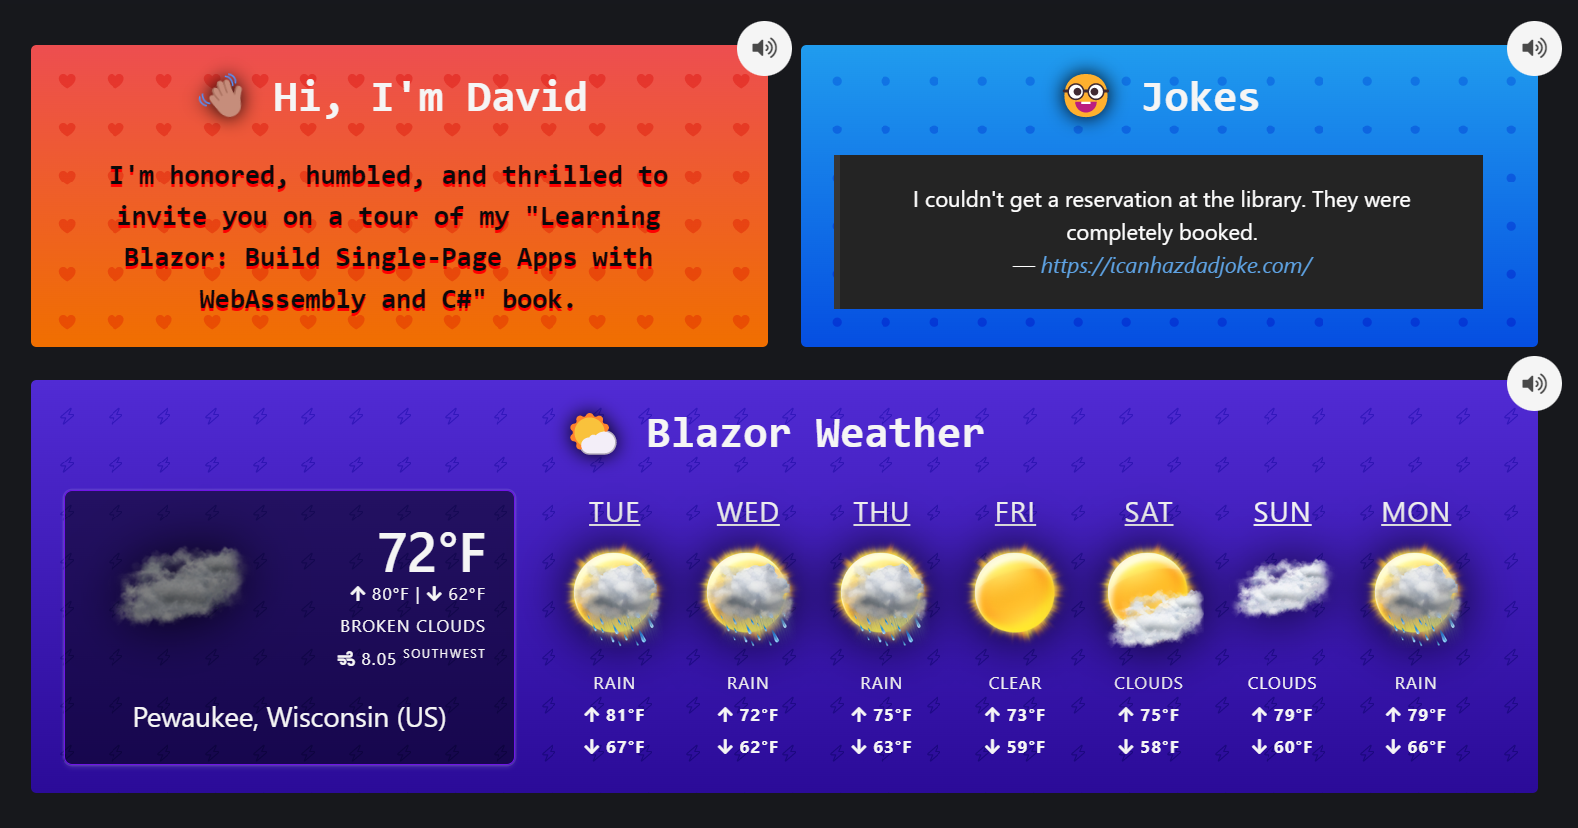 Hi, I'm David
I'm honored, humbled, and thrilled to
invite you on a tour of my "Learning
Blazor: Build Single-Page Apps with
WebAssembly and C#" book.
Jokes
I couldn't get a reservation at the library. They were
completely booked.
— https://icanhazdadjoke.com/
Blazor Weather
72°F
↑ 80°F | ↓ 62°F
BROKEN CLOUDS
8.05 SOUTHWEST
Pewaukee, Wisconsin (US)
TUE WED THU FRI SAT SUN MON
RAIN RAIN RAIN CLEAR CLOUDS CLOUDS RAIN
↑ 81°F ↑ 72°F ↑ 75°F ↑ 73°F ↑ 75°F ↑ 79°F ↑ 79°F
↓ 67°F ↓ 62°F ↓ 63°F ↓ 59°F ↓ 58°F ↓ 60°F ↓ 66°F